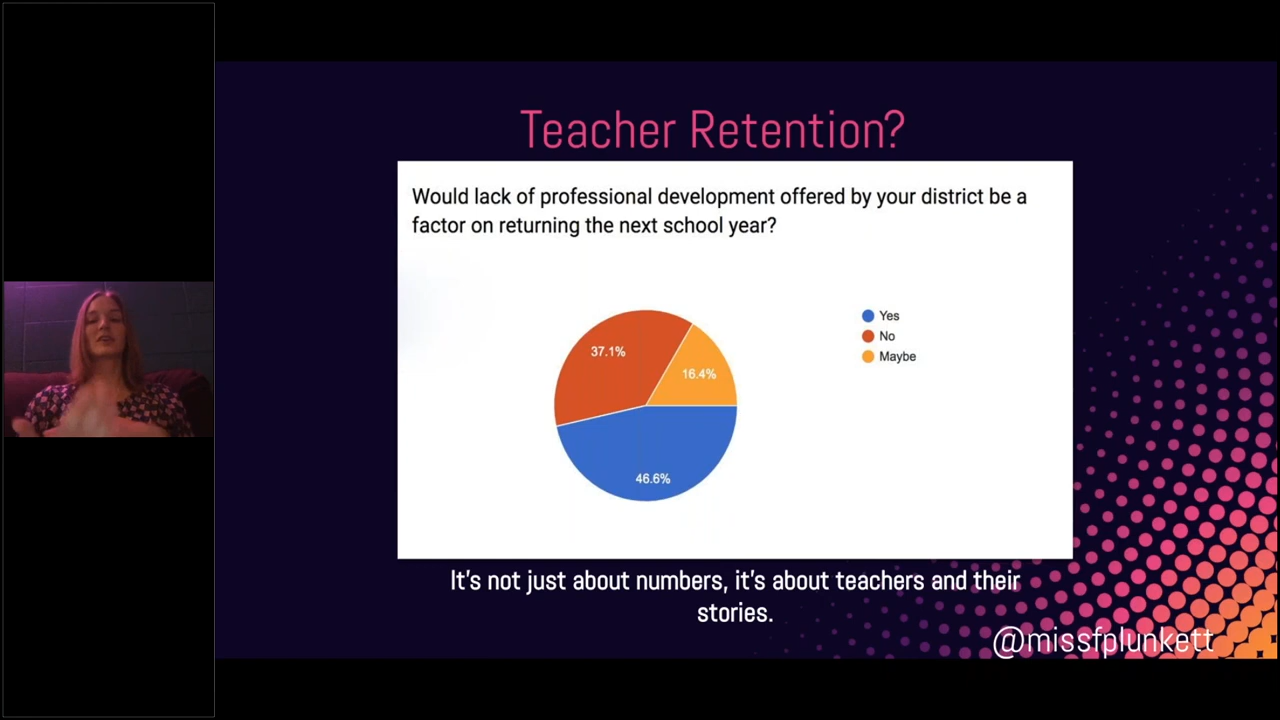 Teacher Retention?
Would lack of professional development offered by your district be a
factor on returning the next school year?
Yes
No
Maybe
37.1%
16.4%
46.6%
It's not just about numbers, it's about teachers and their
stories.
@missfplunkett